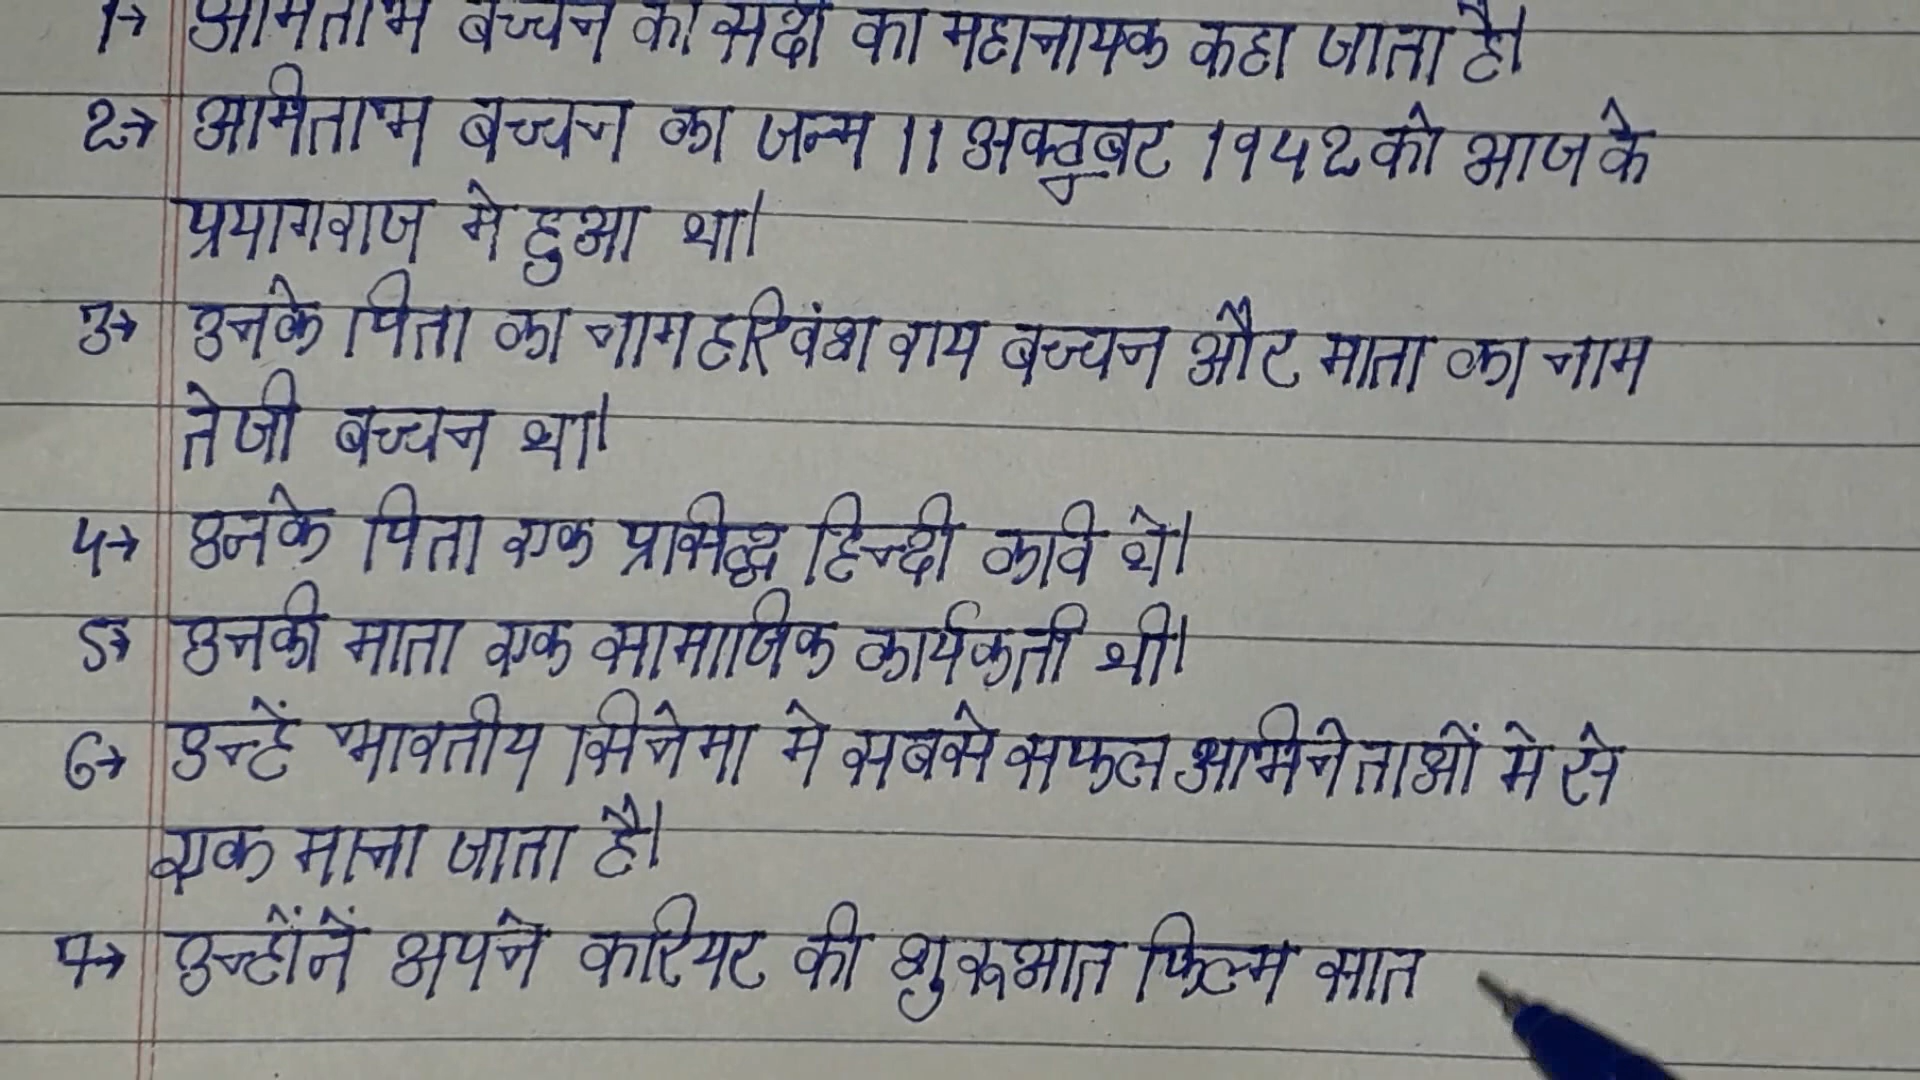 1→ अमिताभ बच्चन को सदी का महानायक कहा जाता है।
2→ अमिताभ बच्चन का जन्म 11 अक्टूबर 1942 को आज के
प्रयागराज मे हुआ था।
3→ उनके पिता का नाम हरिवंश राय बच्चन और माता का नाम
तेजी बच्चन था।
4→ उनके पिता एक प्रसिद्ध हिन्दी कवि थे।
5→ उनकी माता एक सामाजिक कार्यकर्ता थी।
6→ उन्हें भारतीय सिनेमा मे सबसे सफल अभिनेताओं मे से
एक माना जाता है।
7→ उन्होंनें अपने करियर की शुरूआत फिल्म सात